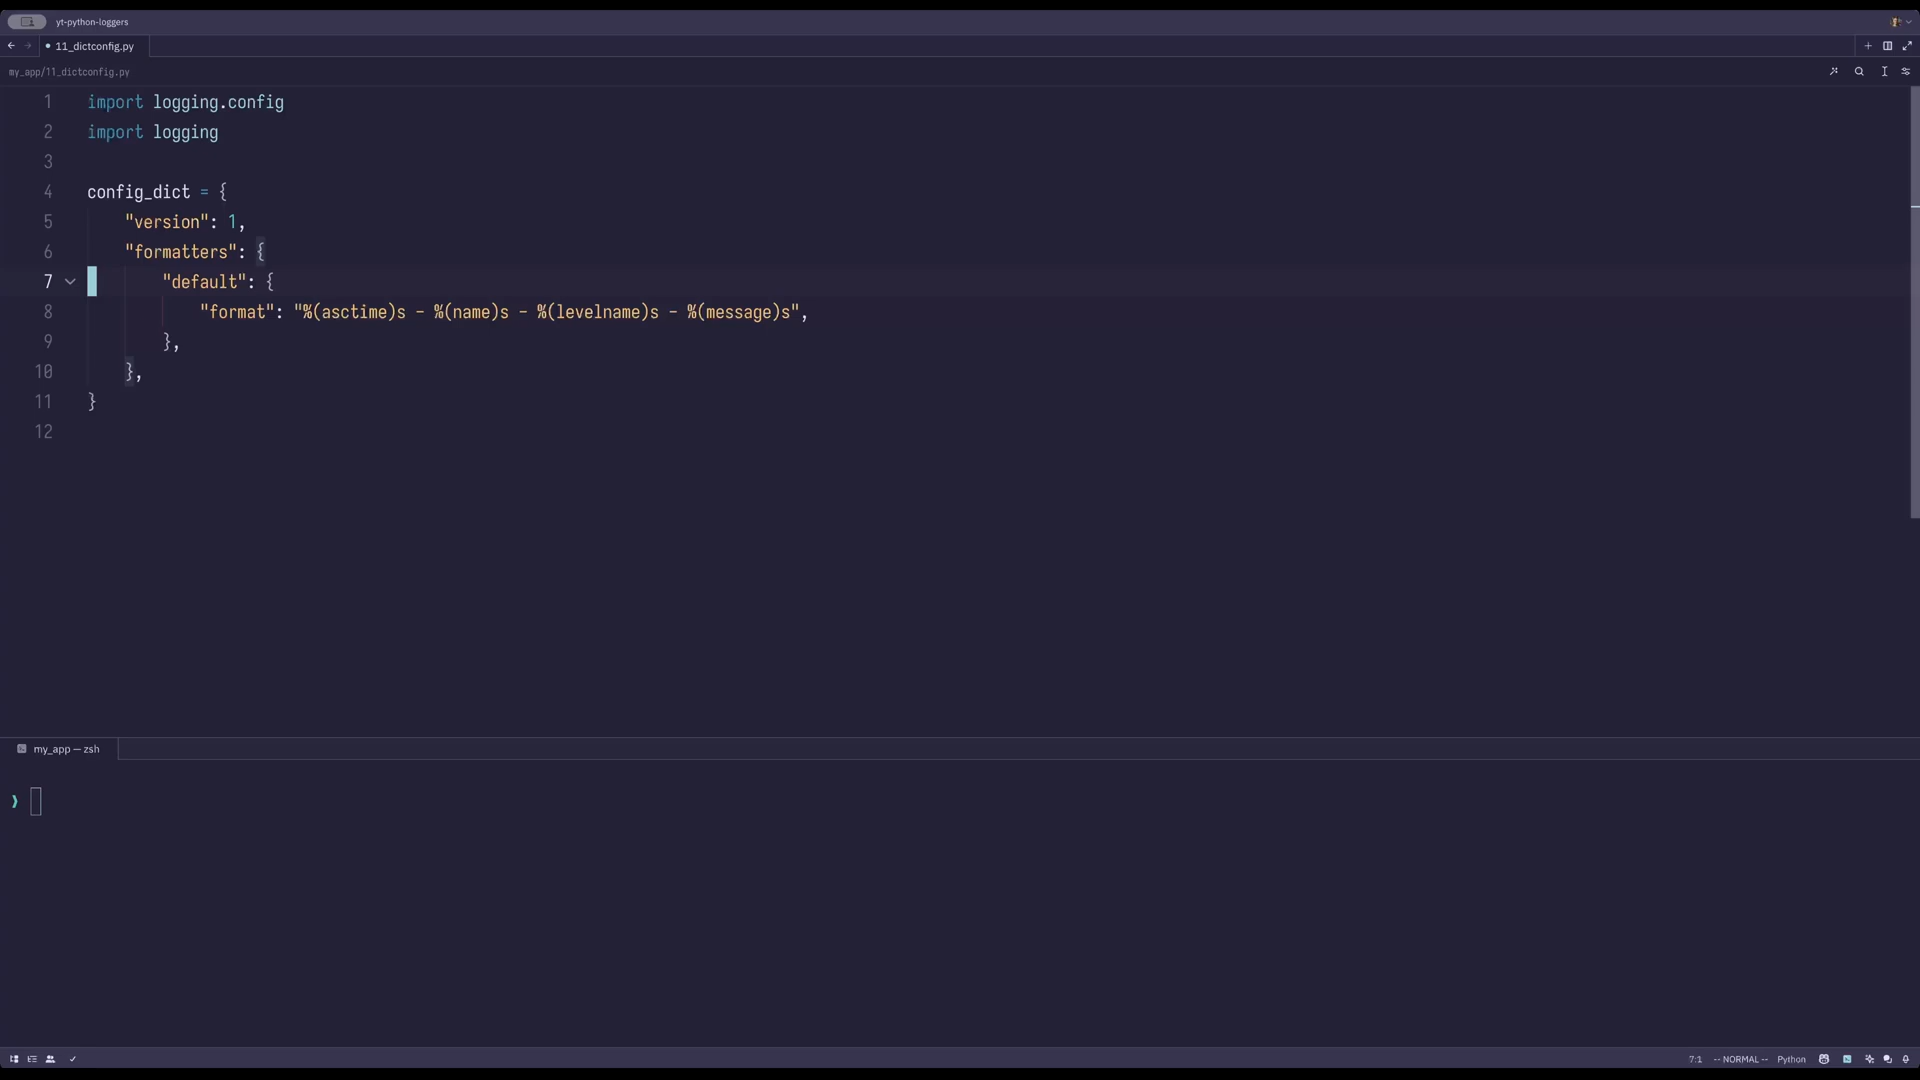 yt-python-loggers
11_dictconfig.py
my_app/11_dictconfig.py
1 import logging.config
2 import logging
3
4 config_dict = {
5 "version": 1,
6 "formatters": {
7 "default": {
8 "format": "%(asctime)s - %(name)s - %(levelname)s - %(message)s",
9 },
10 },
11 }
12
my_app — zsh
❯
7:1 -- NORMAL -- Python